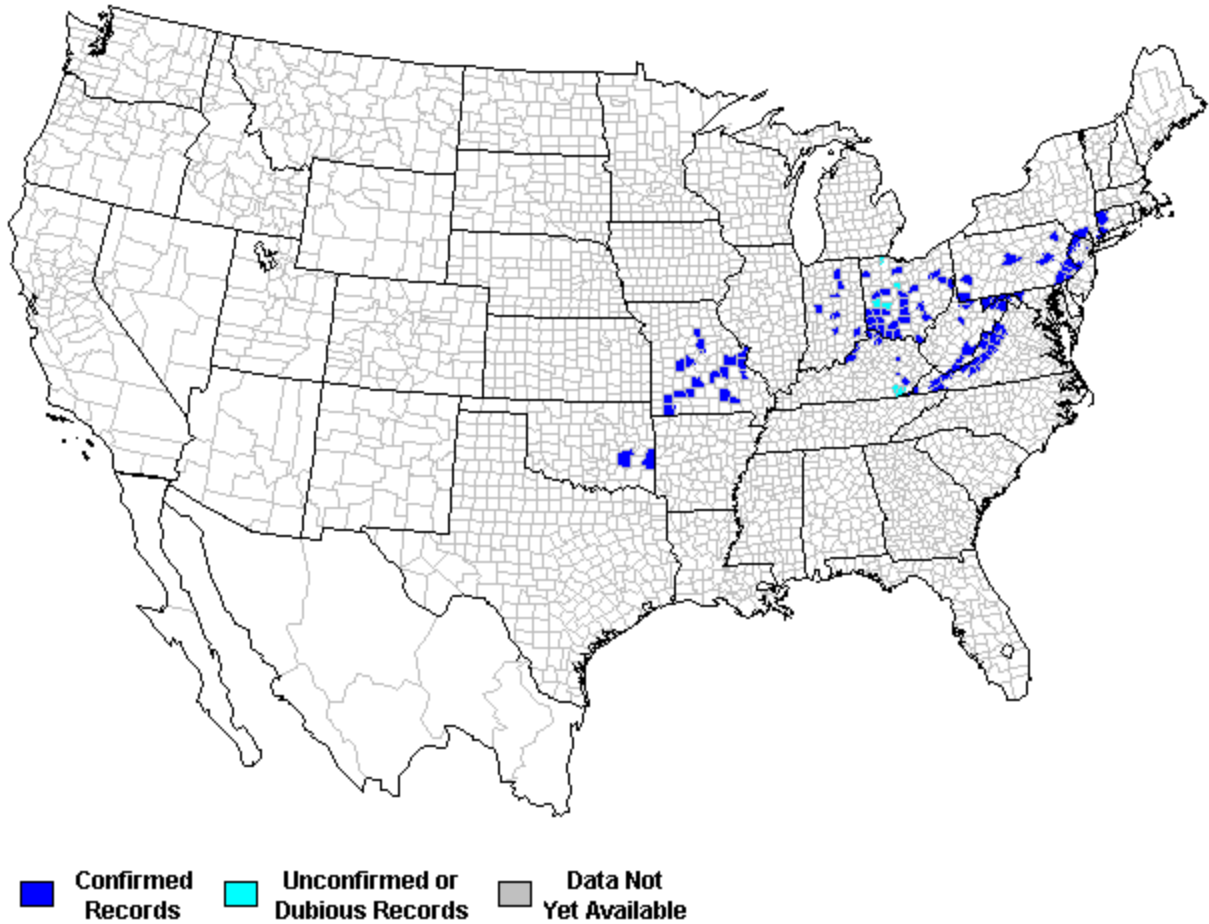 Confirmed
Records
Unconfirmed or
Dubious Records
Data Not
Yet Available